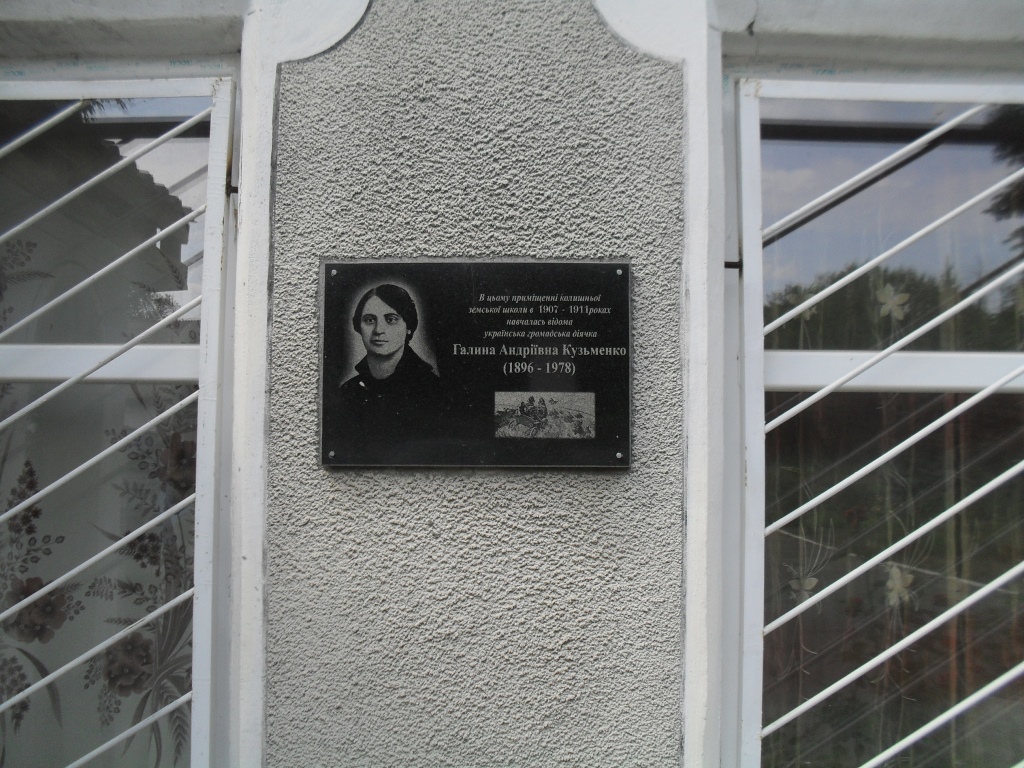 В цьому приміщенні колишньої
земської школи в 1907 - 1911роках
навчалась відома
українська громадська діячка
Галина Андріївна Кузьменко
(1896 - 1978)